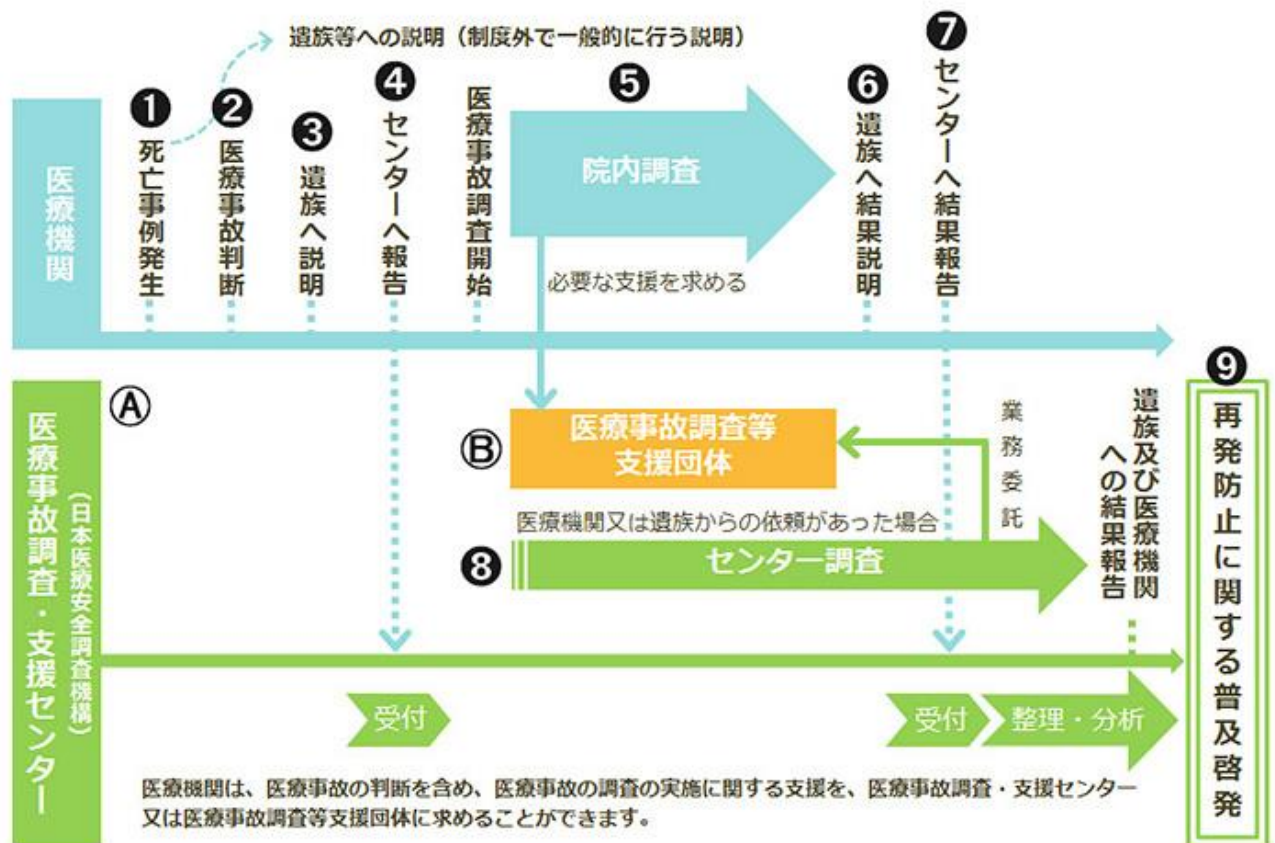 遺族等への説明（制度外で一般的に行う説明）
医療機関
❶
死亡事例発生
❷
医療事故判断
❸
遺族へ説明
❹
センターへ報告
医療事故調査開始
❺
院内調査
必要な支援を求める
❻
遺族へ結果説明
❼
センターへ結果報告
医療事故調査・支援センター
（日本医療安全調査機構）
Ⓐ
Ⓑ
医療事故調査等
支援団体
業務委託
医療機関又は遺族からの依頼があった場合
❽
センター調査
遺族及び医療機関
への結果報告
❾
再発防止に関する普及啓発
受付
受付
整理・分析
医療機関は、医療事故の判断を含め、医療事故の調査の実施に関する支援を、医療事故調査・支援センター
又は医療事故調査等支援団体に求めることができます。